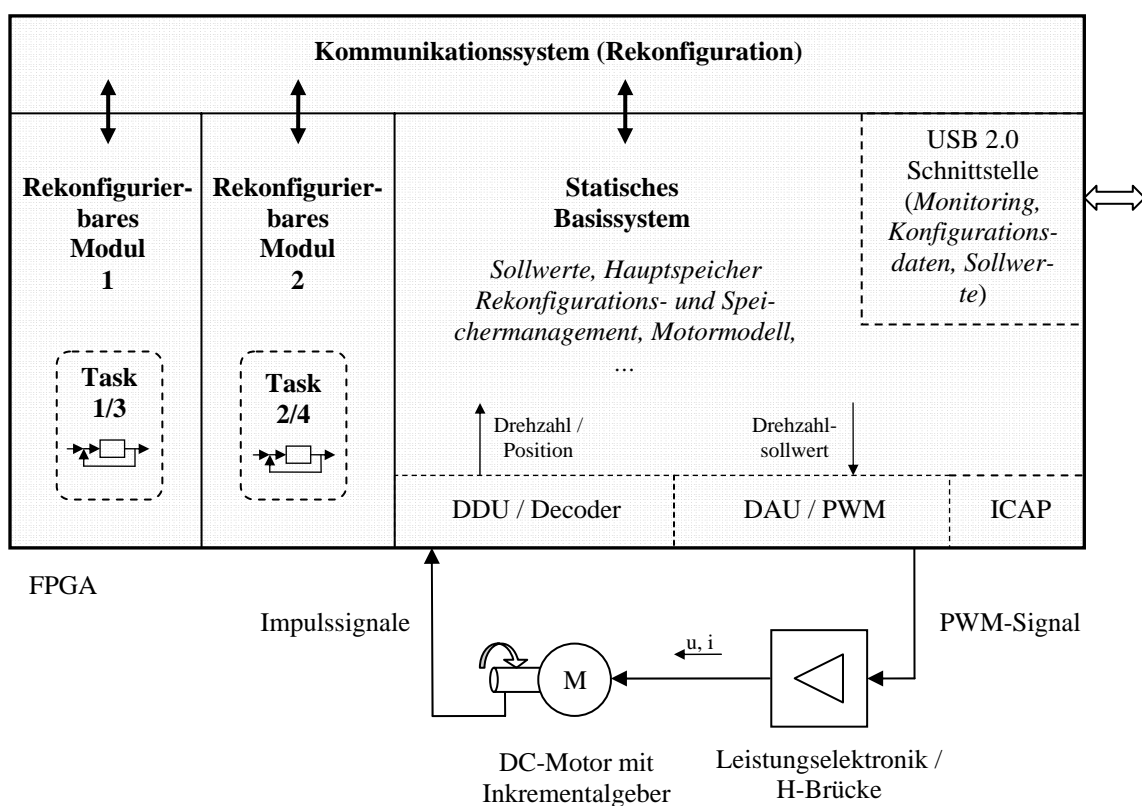 Kommunikationssystem (Rekonfiguration)
Rekonfigurier-
bares
Modul
1
Rekonfigurier-
bares
Modul
2
Statisches
Basissystem
Sollwerte, Hauptspeicher
Rekonfigurations- und Spei-
chermanagement, Motormodell,
...
USB 2.0
Schnittstelle
(Monitoring,
Konfigurations-
daten, Sollwer-
te)
Task
1/3
Task
2/4
Drehzahl /
Position
Drehzahl-
sollwert
DDU / Decoder
DAU / PWM
ICAP
FPGA
Impulssignale
PWM-Signal
u, i
M
DC-Motor mit
Inkrementalgeber
Leistungselektronik /
H-Brücke